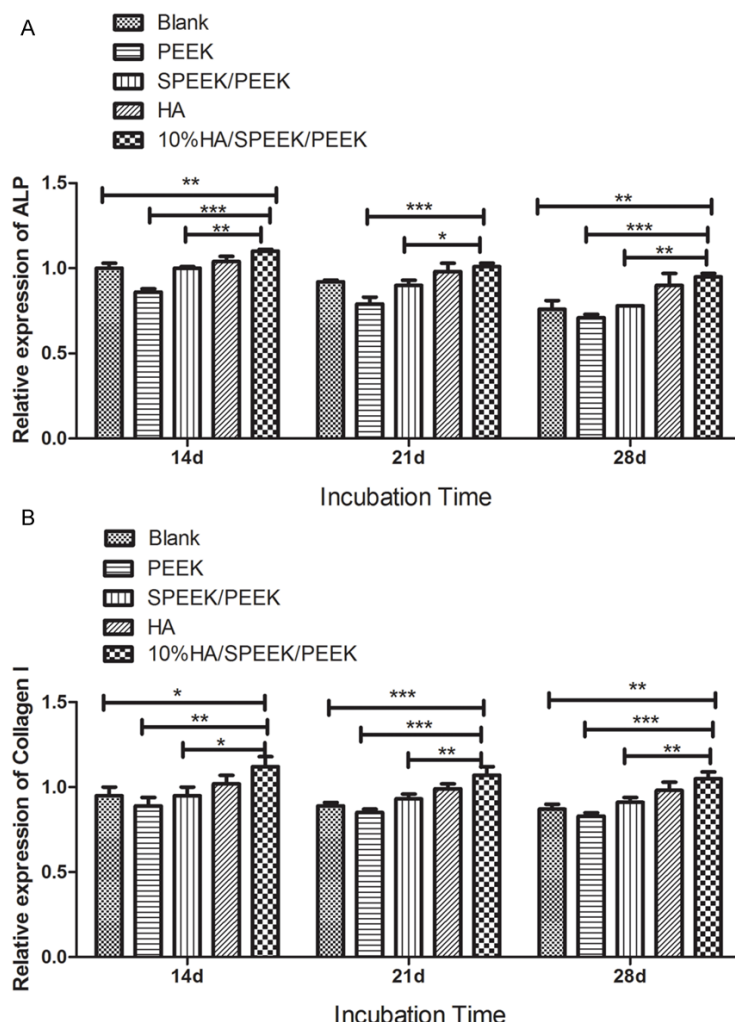 A
Blank
PEEK
SPEEK/PEEK
HA
10%HA/SPEEK/PEEK
Relative expression of ALP
1.5
1.0
0.5
0.0
**
***
**
***
*
**
***
**
14d 21d 28d
Incubation Time
B
Blank
PEEK
SPEEK/PEEK
HA
10%HA/SPEEK/PEEK
Relative expression of Collagen I
1.5
1.0
0.5
0.0
*
**
*
***
***
**
**
***
**
14d 21d 28d
Incubation Time